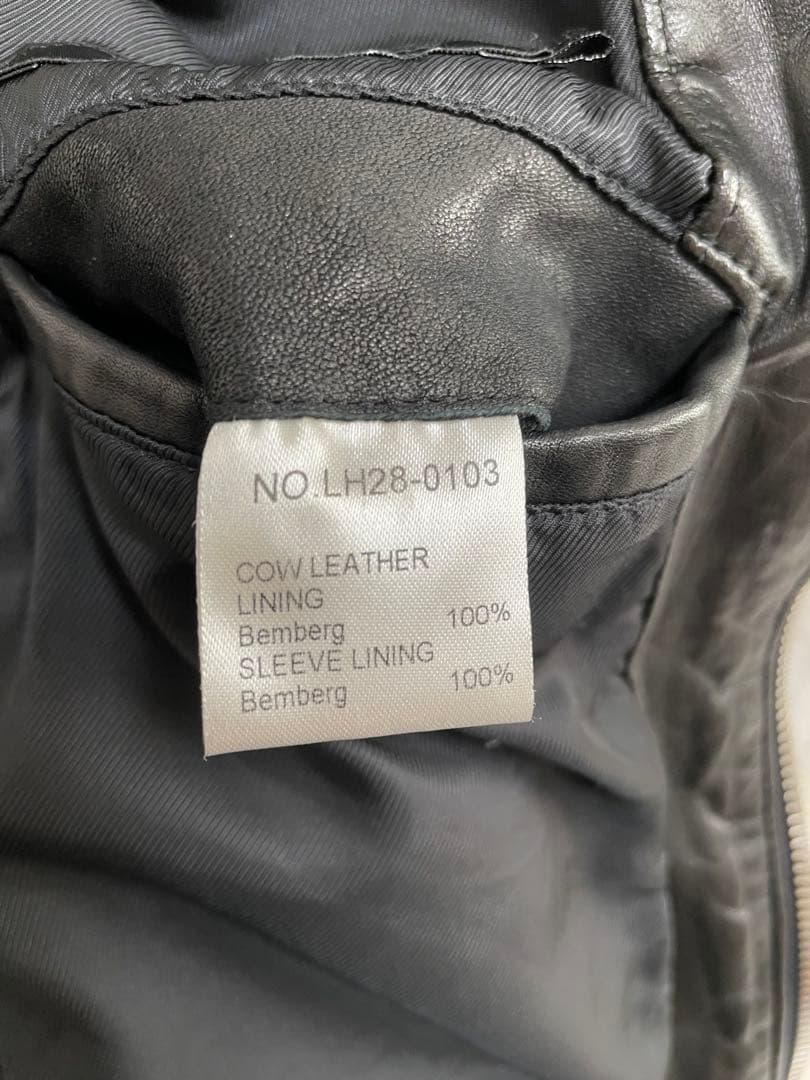 NO.LH28-0103
COW LEATHER
LINING
Bemberg 100%
SLEEVE LINING
Bemberg 100%